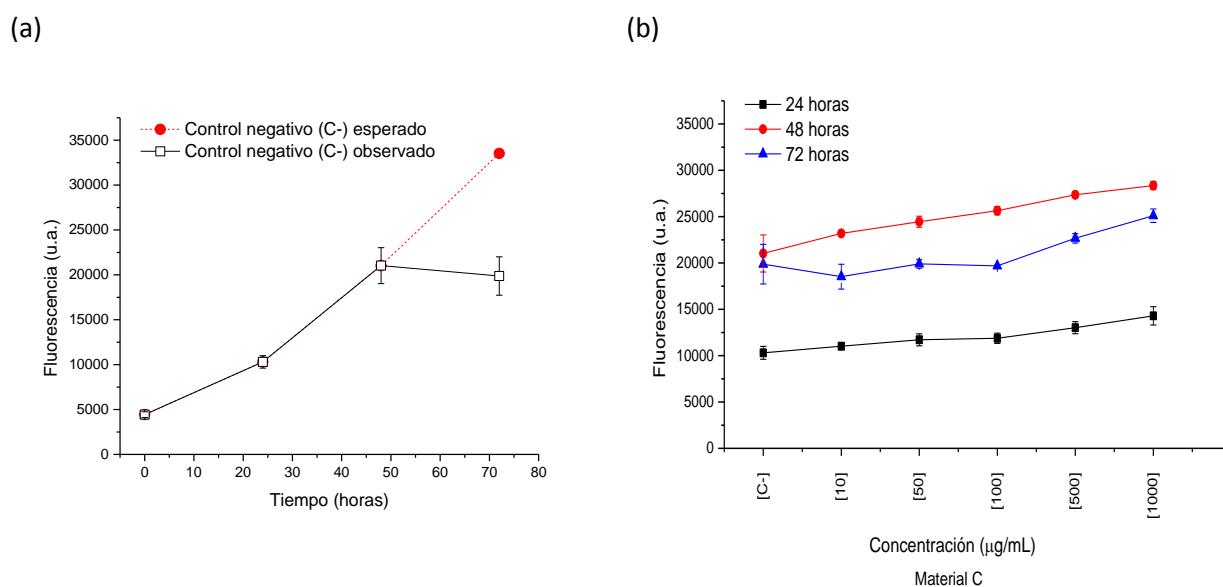 (a)
Control negativo (C-) esperado
Control negativo (C-) observado
35000
30000
25000
20000
15000
10000
5000
0
Fluorescencia (u.a.)
0 10 20 30 40 50 60 70 80
Tiempo (horas)
(b)
24 horas
48 horas
72 horas
35000
30000
25000
20000
15000
10000
5000
0
Fluorescencia (u.a.)
[C-] [10] [50] [100] [500] [1000]
Concentración (μg/mL)
Material C